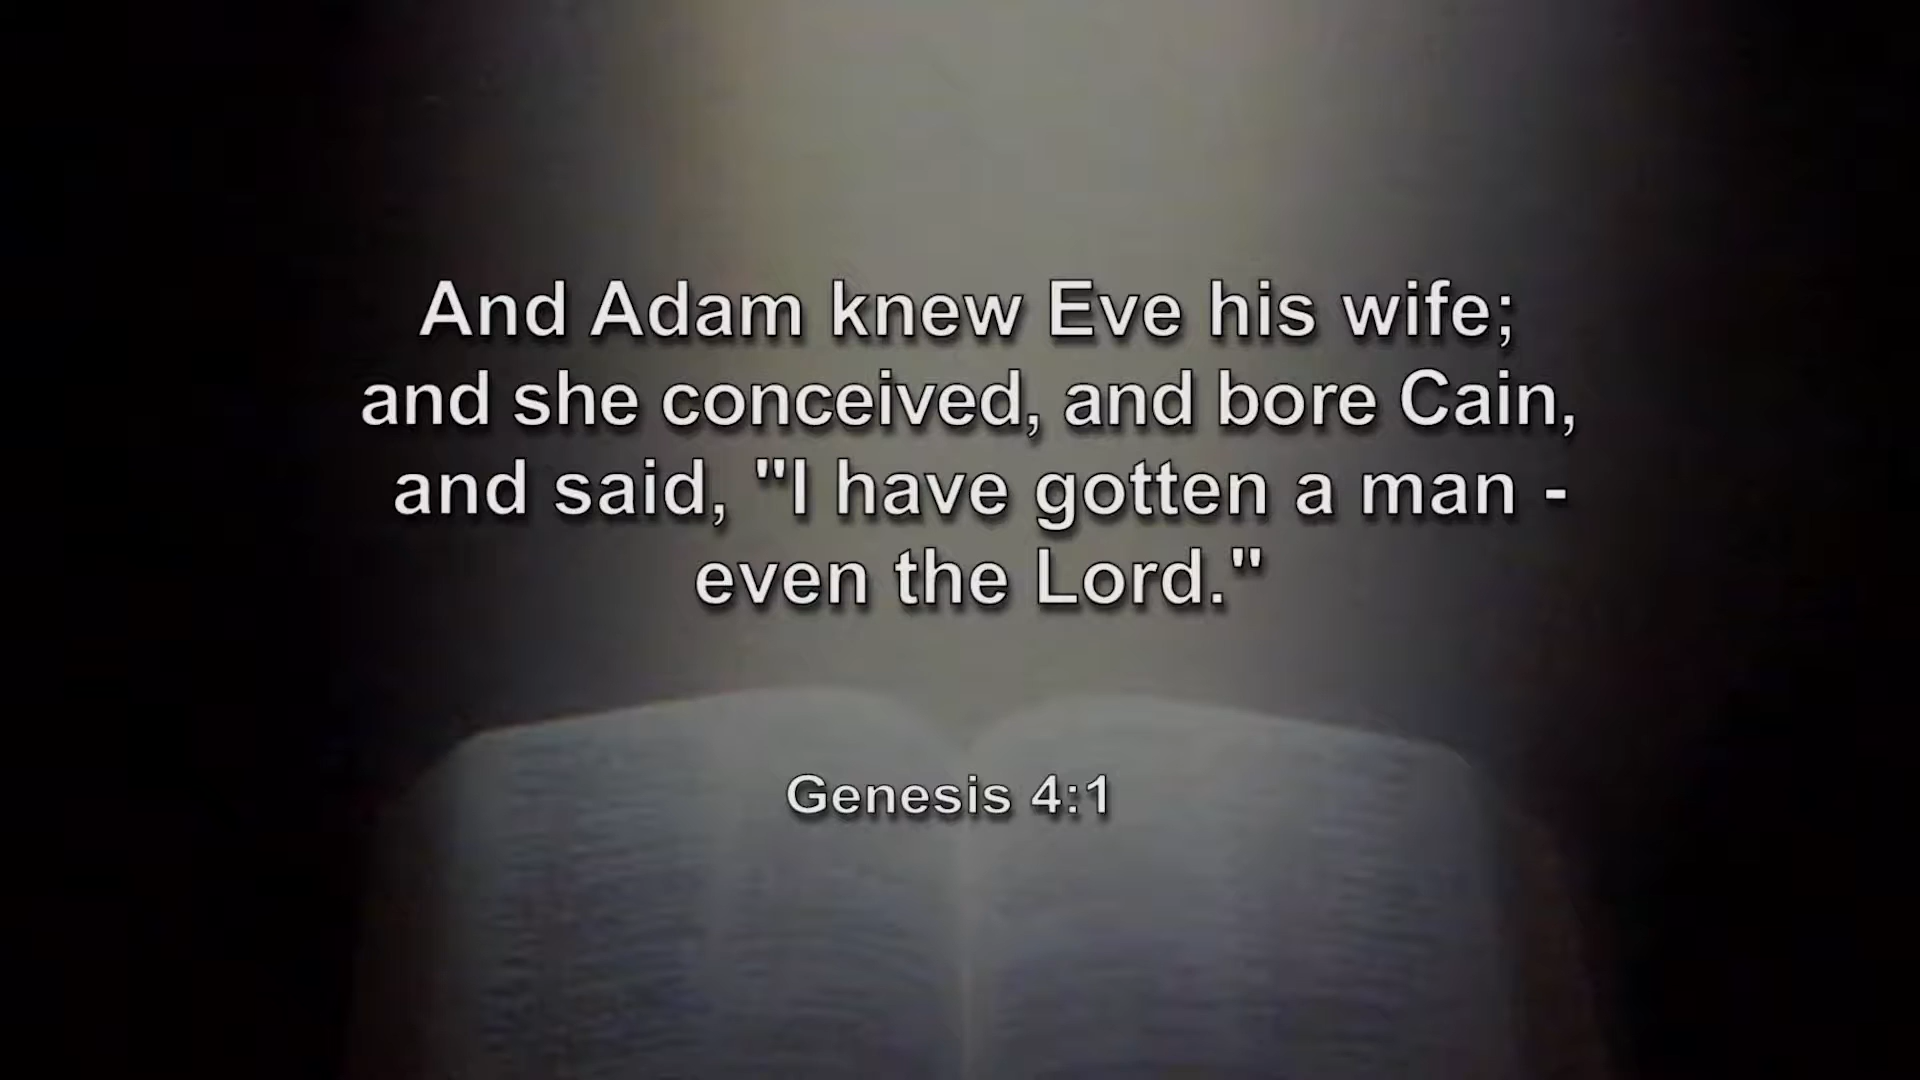 And Adam knew Eve his wife;
and she conceived, and bore Cain,
and said, "I have gotten a man -
even the Lord."
Genesis 4:1